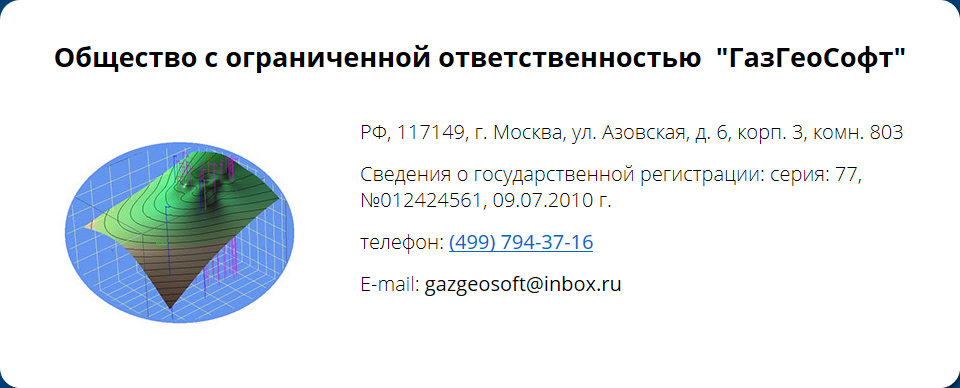 Общество с ограниченной ответственностью "ГазГеоСофт"
РФ, 117149, г. Москва, ул. Азовская, д. 6, корп. 3, комн. 803
Сведения о государственной регистрации: серия: 77,
№012424561, 09.07.2010 г.
телефон: (499) 794-37-16
E-mail: gazgeosoft@inbox.ru